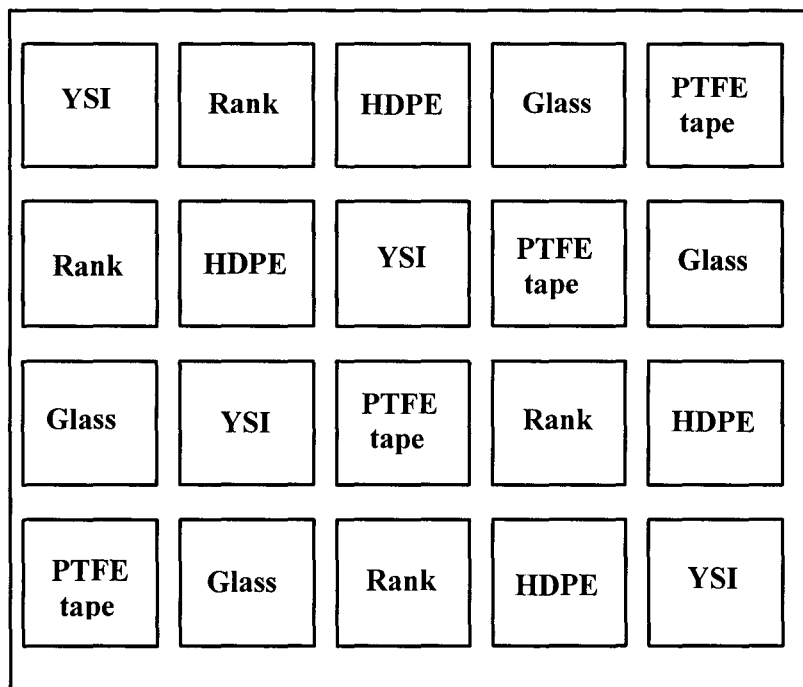 YSI
Rank
HDPE
Glass
PTFE
tape
Rank
HDPE
YSI
PTFE
tape
Glass
Glass
YSI
PTFE
tape
Rank
HDPE
PTFE
tape
Glass
Rank
HDPE
YSI